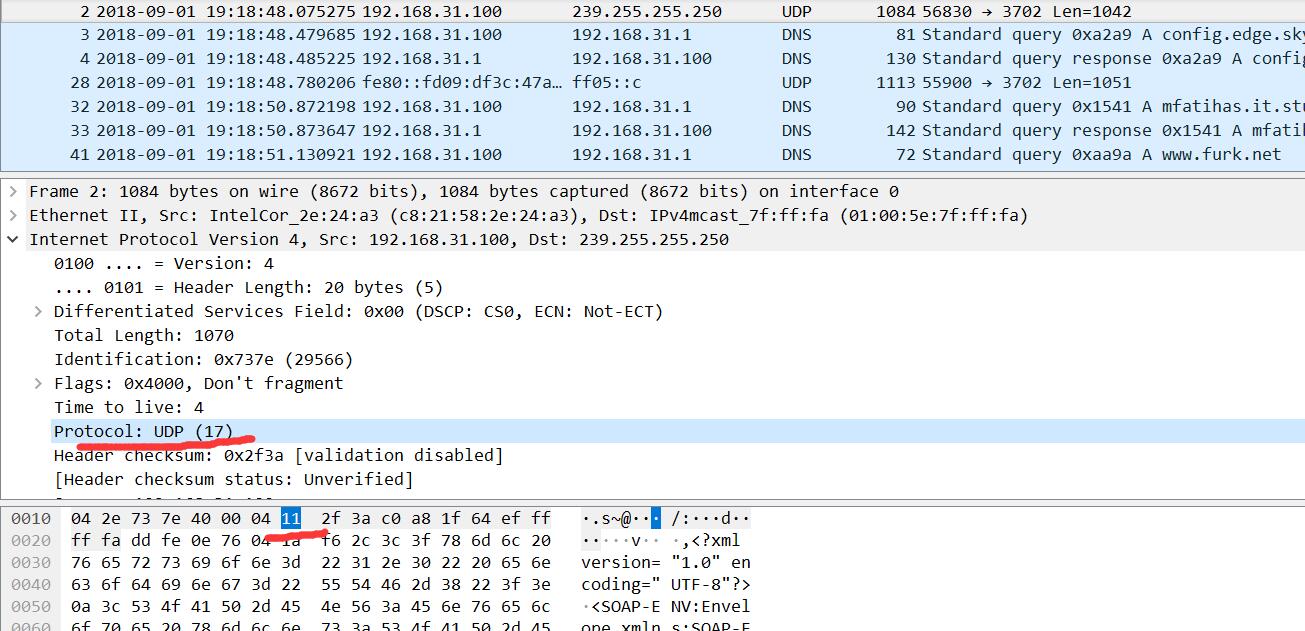 2 2018-09-01 19:18:48.075275 192.168.31.100 239.255.255.250 UDP 1084 56830 → 3702 Len=1042
3 2018-09-01 19:18:48.479685 192.168.31.100 192.168.31.1 DNS 81 Standard query 0xa2a9 A config.edge.sky
4 2018-09-01 19:18:48.485225 192.168.31.1 192.168.31.100 DNS 130 Standard query response 0xa2a9 A config
28 2018-09-01 19:18:48.780206 fe80::fd09:df3c:47a… ff05::c UDP 1113 55900 → 3702 Len=1051
32 2018-09-01 19:18:50.872198 192.168.31.100 192.168.31.1 DNS 90 Standard query 0x1541 A mfatihas.it.stu
33 2018-09-01 19:18:50.873647 192.168.31.1 192.168.31.100 DNS 142 Standard query response 0x1541 A mfatih
41 2018-09-01 19:18:51.130921 192.168.31.100 192.168.31.1 DNS 72 Standard query 0xaa9a A www.furk.net
Frame 2: 1084 bytes on wire (8672 bits), 1084 bytes captured (8672 bits) on interface 0
Ethernet II, Src: IntelCor_2e:24:a3 (c8:21:58:2e:24:a3), Dst: IPv4mcast_7f:ff:fa (01:00:5e:7f:ff:fa)
Internet Protocol Version 4, Src: 192.168.31.100, Dst: 239.255.255.250
0100 .... = Version: 4
.... 0101 = Header Length: 20 bytes (5)
Differentiated Services Field: 0x00 (DSCP: CS0, ECN: Not-ECT)
Total Length: 1070
Identification: 0x737e (29566)
Flags: 0x4000, Don't fragment
Time to live: 4
Protocol: UDP (17)
Header checksum: 0x2f3a [validation disabled]
[Header checksum status: Unverified]
0010 04 2e 73 7e 40 00 04 11 2f 3a c0 a8 1f 64 ef ff ·.s~@··· /:···d··
0020 ff fa dd fe 0e 76 04 1a f6 2c 3c 3f 78 6d 6c 20 ·····v·· ·,<?xml
0030 76 65 72 73 69 6f 6e 3d 22 31 2e 30 22 20 65 6e version= "1.0" en
0040 63 6f 64 69 6e 67 3d 22 55 54 46 2d 38 22 3f 3e coding=" UTF-8"?>
0050 0a 3c 53 4f 41 50 2d 45 4e 56 3a 45 6e 76 65 6c ·<SOAP-E NV:Envel
0060 6f 70 65 20 78 6d 6c 6e 73 3a 53 4f 41 50 2d 45 ope xmln s:SOAP-E